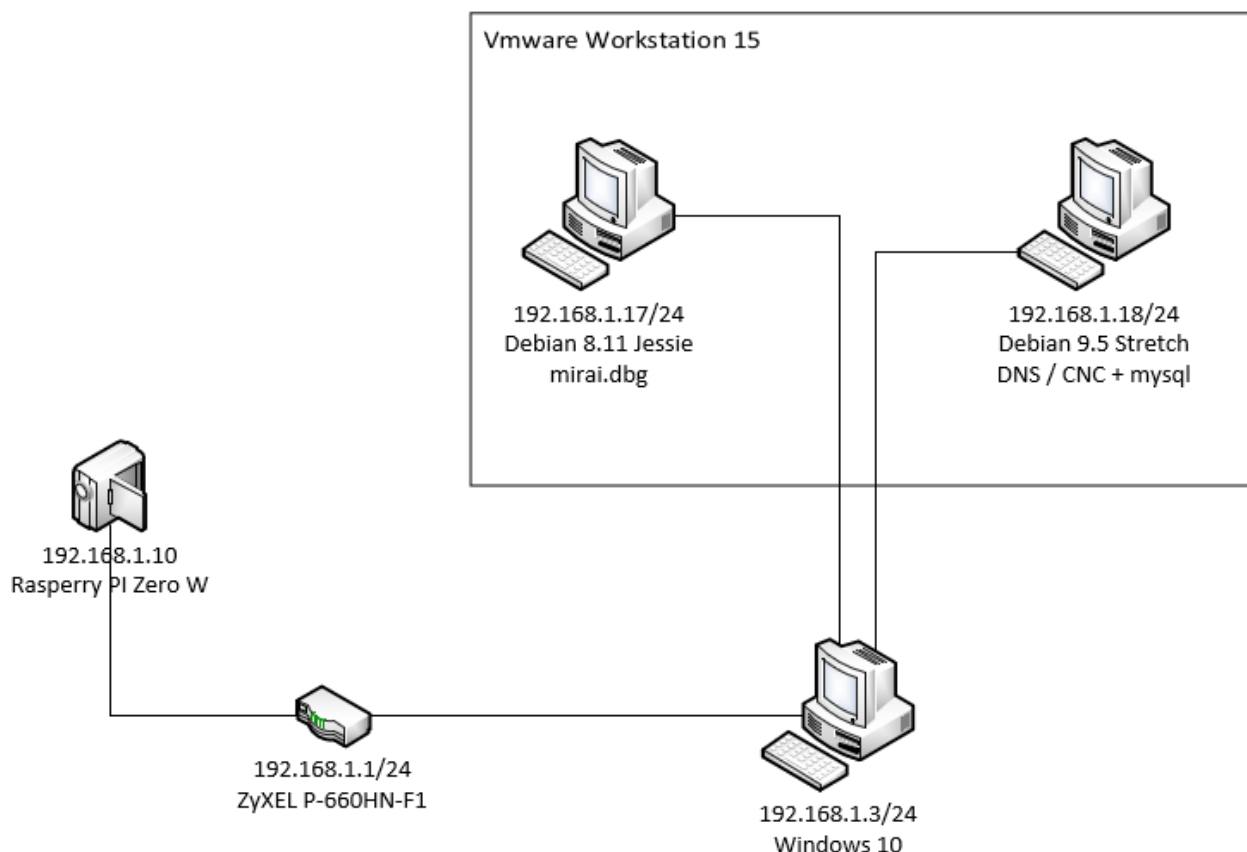 Vmware Workstation 15
192.168.1.17/24
Debian 8.11 Jessie
mirai.dbg
192.168.1.18/24
Debian 9.5 Stretch
DNS / CNC + mysql
192.168.1.10
Rasperry PI Zero W
192.168.1.1/24
ZyXEL P-660HN-F1
192.168.1.3/24
Windows 10